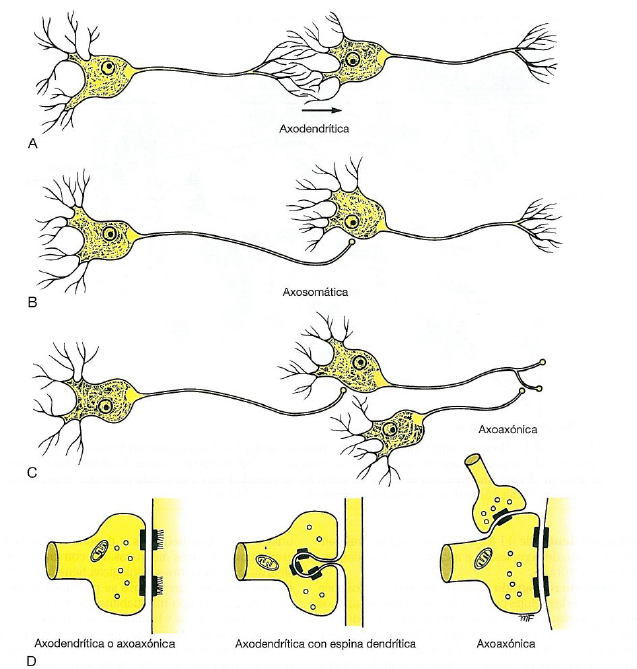 Axodendrítica
A
Axosomática
B
Axoaxónica
C
Axodendrítica o axoaxónica
Axodendrítica con espina dendrítica
Axoaxónica
D